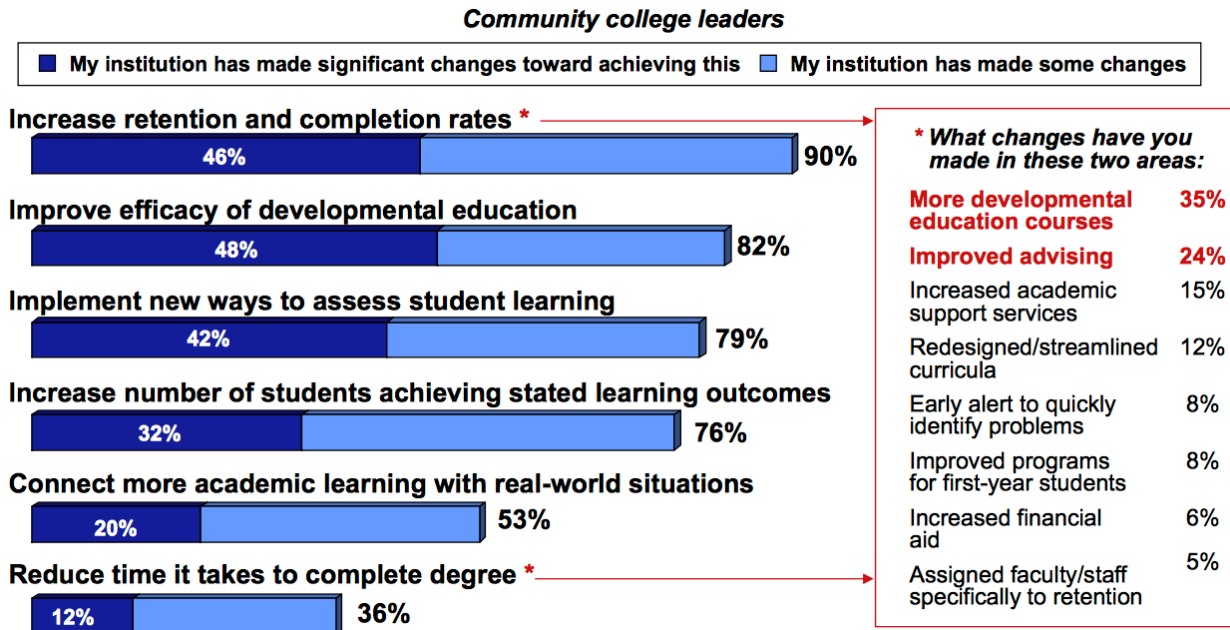 Community college leaders
My institution has made significant changes toward achieving this
My institution has made some changes
Increase retention and completion rates *
46%
90%
Improve efficacy of developmental education
48%
82%
Implement new ways to assess student learning
42%
79%
Increase number of students achieving stated learning outcomes
32%
76%
Connect more academic learning with real-world situations
20%
53%
Reduce time it takes to complete degree *
12%
36%
* What changes have you
made in these two areas:
More developmental 35%
education courses
Improved advising 24%
Increased academic 15%
support services
Redesigned/streamlined 12%
curricula
Early alert to quickly 8%
identify problems
Improved programs 8%
for first-year students
Increased financial 6%
aid
Assigned faculty/staff 5%
specifically to retention